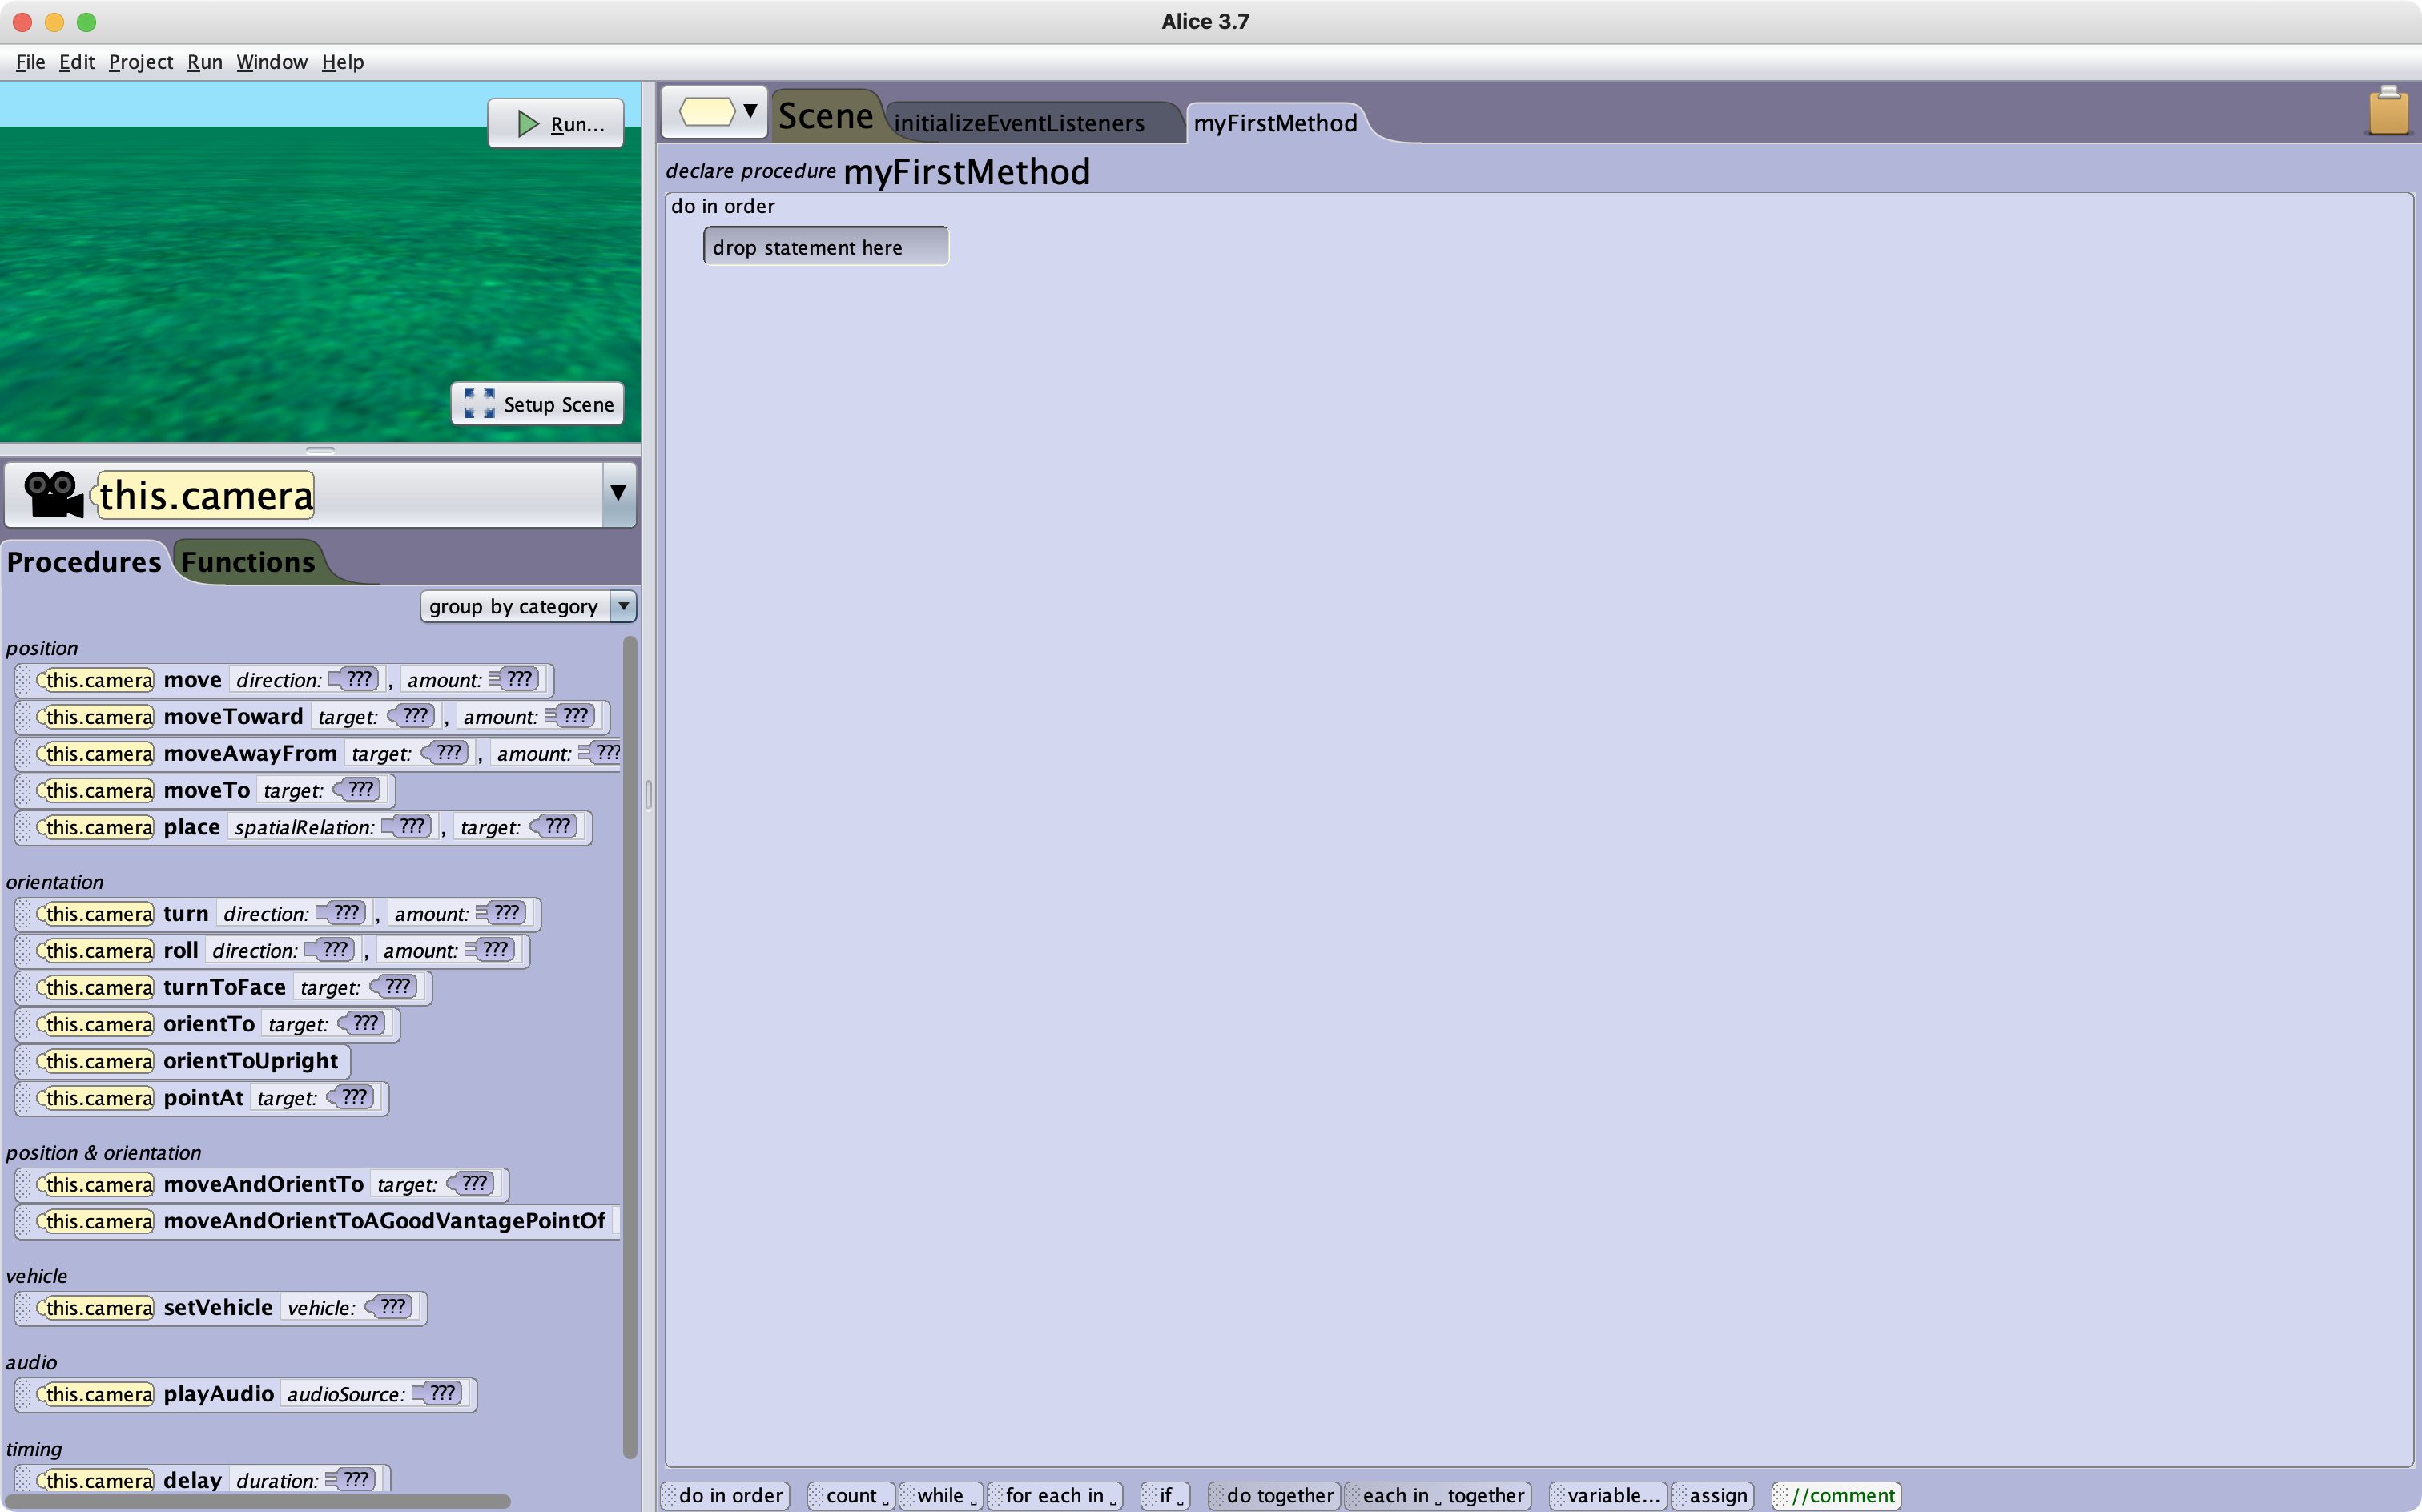 Alice 3.7
File Edit Project Run Window Help
Run...
Setup Scene
this.camera
Procedures Functions
group by category
position
this.camera move direction: ???, amount: ???
this.camera moveToward target: ???, amount: ???
this.camera moveAwayFrom target: ???, amount: ???
this.camera moveTo target: ???
this.camera place spatialRelation: ???, target: ???
orientation
this.camera turn direction: ???, amount: ???
this.camera roll direction: ???, amount: ???
this.camera turnToFace target: ???
this.camera orientTo target: ???
this.camera orientToUpright
this.camera pointAt target: ???
position & orientation
this.camera moveAndOrientTo target: ???
this.camera moveAndOrientToAGoodVantagePointOf
vehicle
this.camera setVehicle vehicle: ???
audio
this.camera playAudio audioSource: ???
timing
this.camera delay duration: ???
Scene initializeEventListeners myFirstMethod
declare procedure myFirstMethod
do in order
drop statement here
do in order count ␣ while ␣ for each in ␣ if ␣ do together each in ␣ together variable... assign //comment